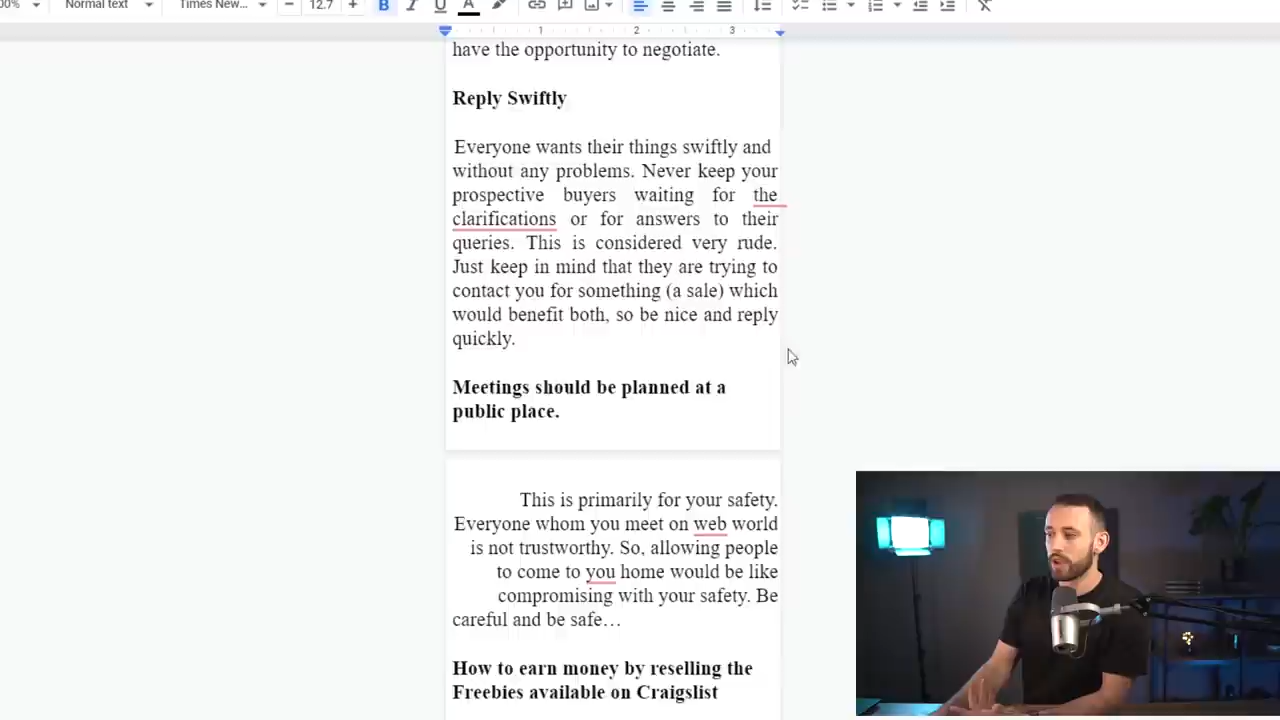 00%
Normal text
Times New...
12.7
B
I
U
A
1
2
3
have the opportunity to negotiate.
Reply Swiftly
Everyone wants their things swiftly and
without any problems. Never keep your
prospective buyers waiting for the
clarifications or for answers to their
queries. This is considered very rude.
Just keep in mind that they are trying to
contact you for something (a sale) which
would benefit both, so be nice and reply
quickly.
Meetings should be planned at a
public place.
This is primarily for your safety.
Everyone whom you meet on web world
is not trustworthy. So, allowing people
to come to you home would be like
compromising with your safety. Be
careful and be safe…
How to earn money by reselling the
Freebies available on Craigslist